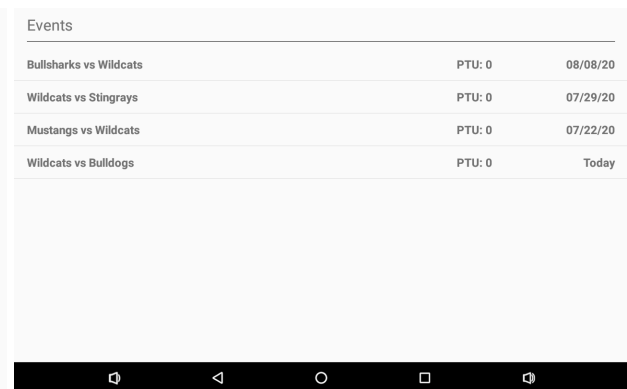 Events
Bullsharks vs Wildcats PTU: 0 08/08/20
Wildcats vs Stingrays PTU: 0 07/29/20
Mustangs vs Wildcats PTU: 0 07/22/20
Wildcats vs Bulldogs PTU: 0 Today